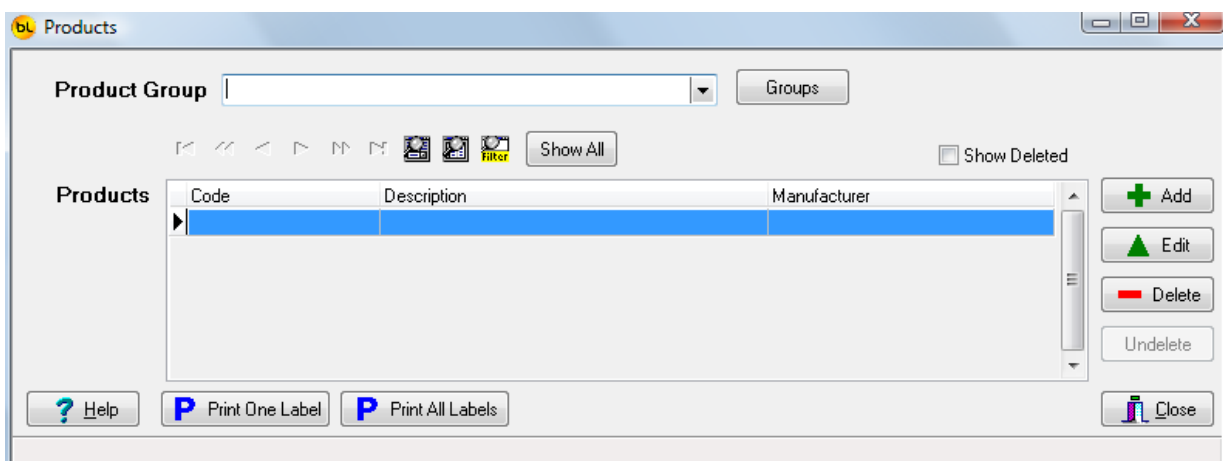 bL Products
Product Group Groups
Filter Show All Show Deleted
Products Code Description Manufacturer Add
Edit
Delete
Undelete
? Help P Print One Label P Print All Labels Close